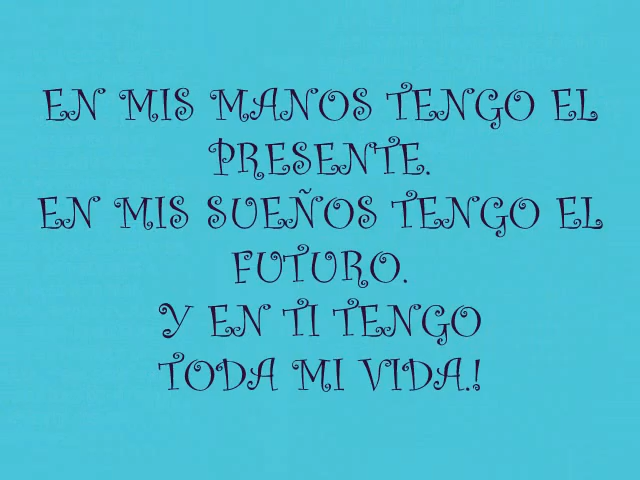 EN MIS MANOS TENGO EL
PRESENTE.
EN MIS SUEÑOS TENGO EL
FUTURO.
Y EN TI TENGO
TODA MI VIDA.!